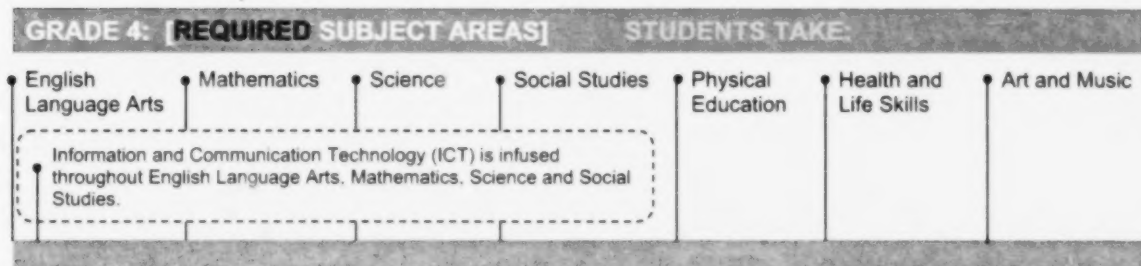 GRADE 4: [REQUIRED SUBJECT AREAS] STUDENTS TAKE:
English Language Arts
Mathematics
Science
Social Studies
Physical Education
Health and Life Skills
Art and Music
Information and Communication Technology (ICT) is infused
throughout English Language Arts, Mathematics, Science and Social
Studies.